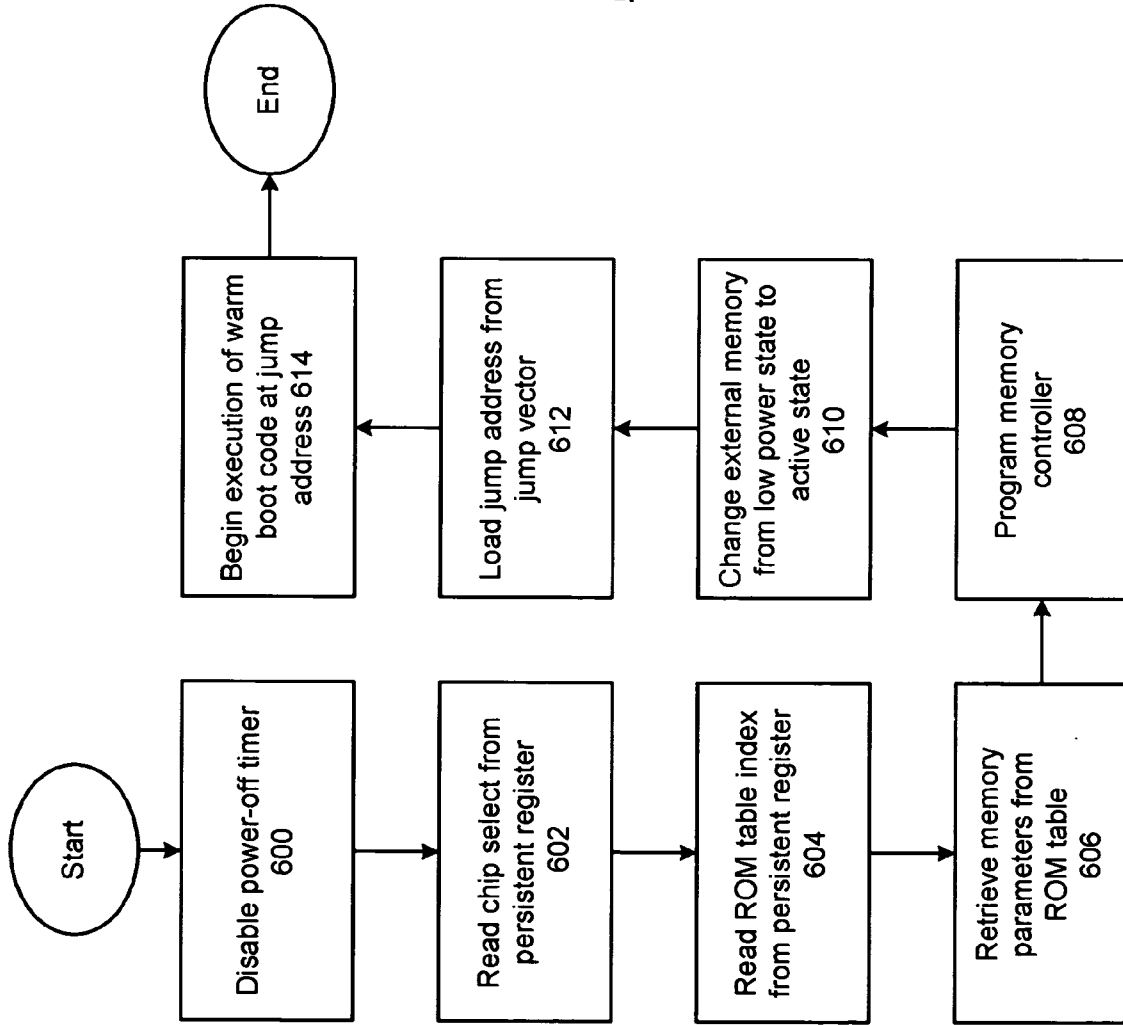 Start
Disable power-off timer
600
Read chip select from
persistent register
602
Read ROM table index
from persistent register
604
Retrieve memory
parameters from
ROM table
606
Program memory
controller
608
Change external memory
from low power state to
active state
610
Load jump address from
jump vector
612
Begin execution of warm
boot code at jump
address 614
End